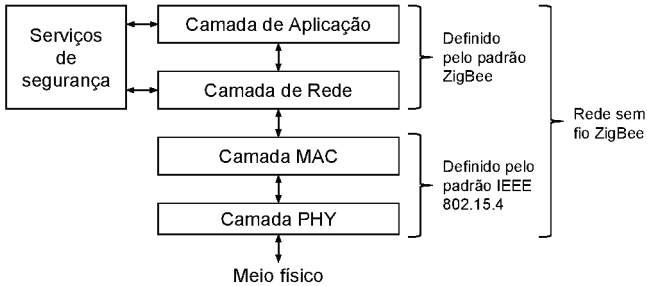 Serviços
de
segurança
Camada de Aplicação
Camada de Rede
Camada MAC
Camada PHY
Meio físico
Definido
pelo padrão
ZigBee
Definido pelo
padrão IEEE
802.15.4
Rede sem
fio ZigBee